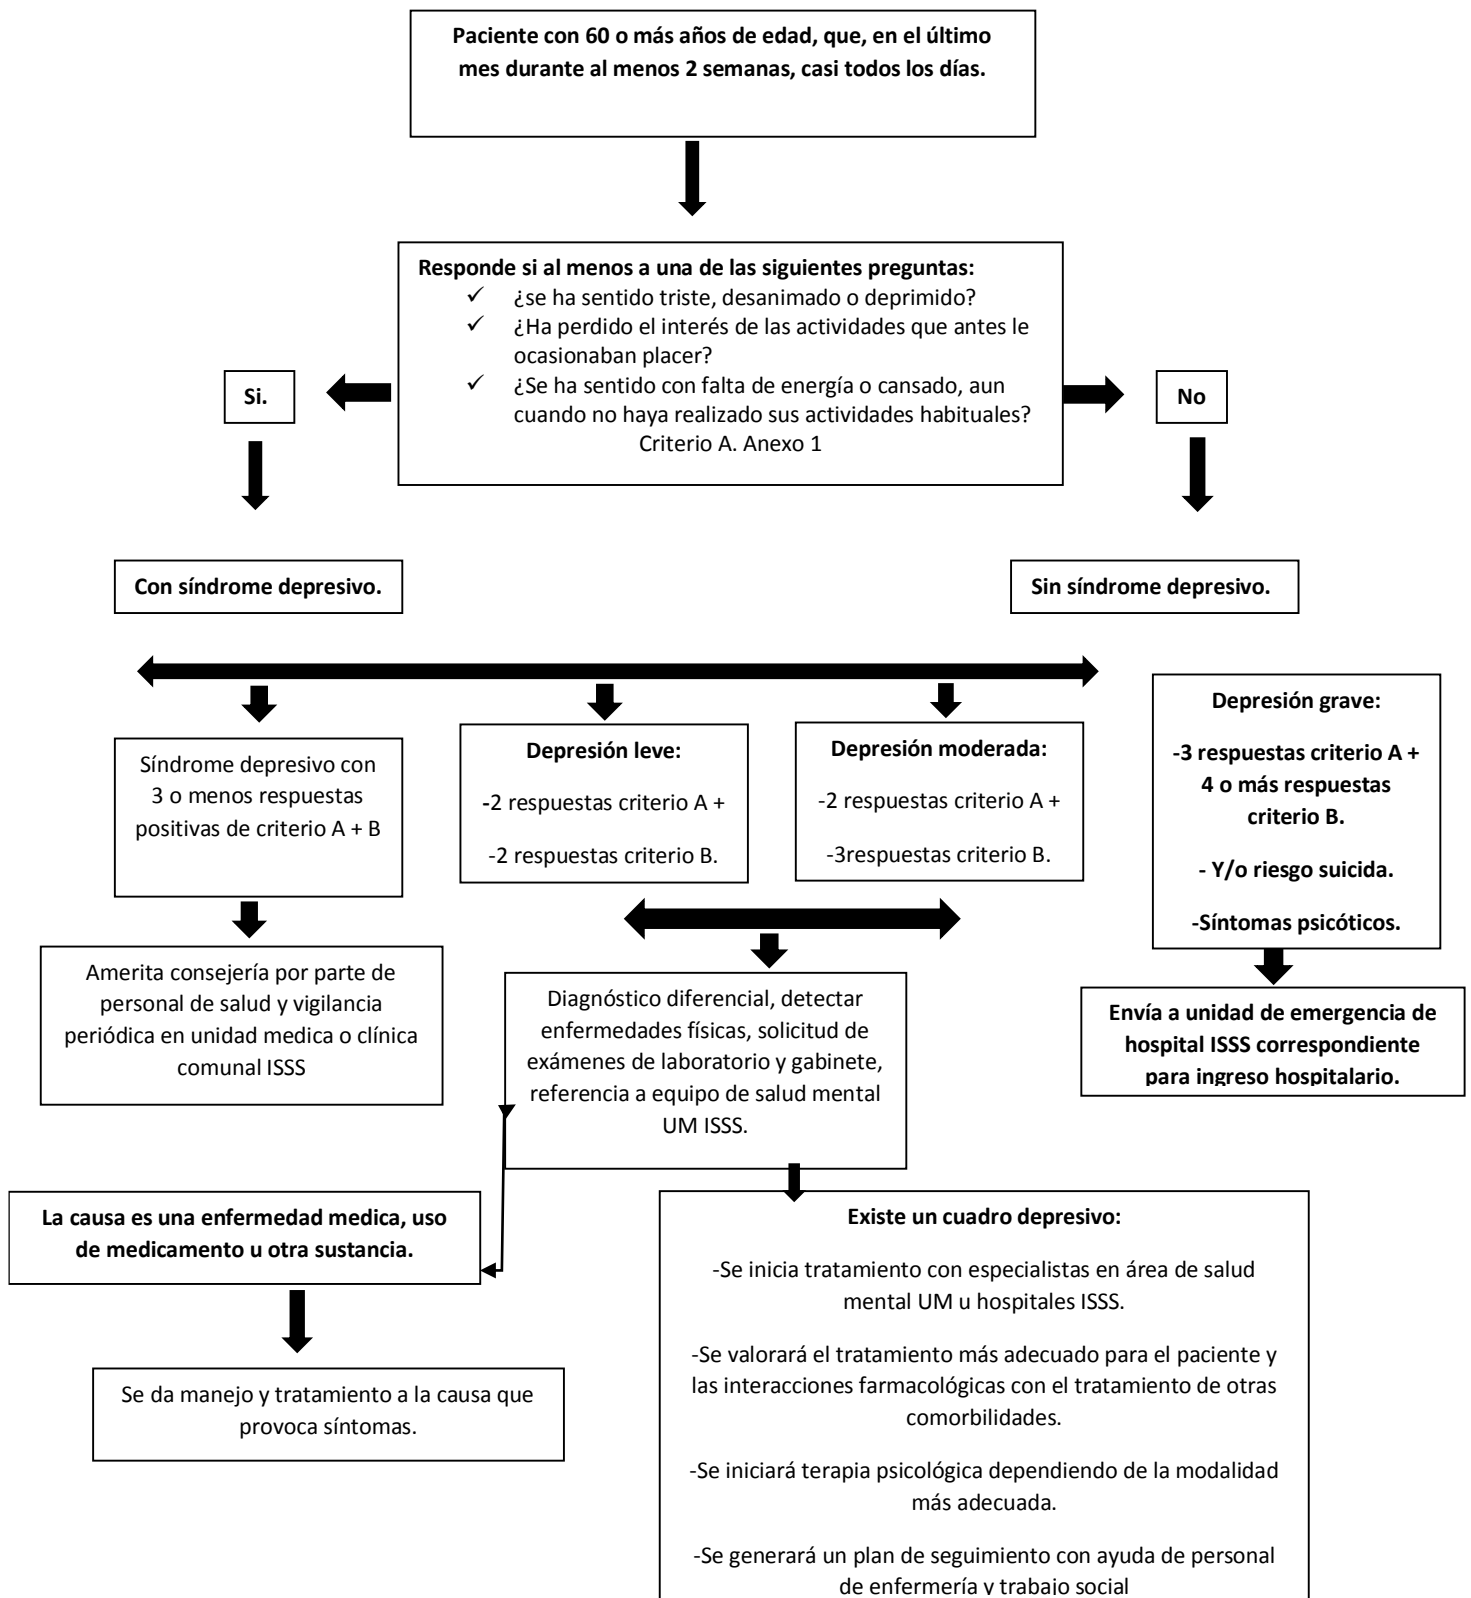 Paciente con 60 o más años de edad, que, en el último
mes durante al menos 2 semanas, casi todos los días.
Responde si al menos a una de las siguientes preguntas:
✓ ¿se ha sentido triste, desanimado o deprimido?
✓ ¿Ha perdido el interés de las actividades que antes le
ocasionaban placer?
✓ ¿Se ha sentido con falta de energía o cansado, aun
cuando no haya realizado sus actividades habituales?
Criterio A. Anexo 1
Si.
No
Con síndrome depresivo.
Sin síndrome depresivo.
Síndrome depresivo con
3 o menos respuestas
positivas de criterio A + B
Depresión leve:
-2 respuestas criterio A +
-2 respuestas criterio B.
Depresión moderada:
-2 respuestas criterio A +
-3respuestas criterio B.
Depresión grave:
-3 respuestas criterio A +
4 o más respuestas
criterio B.
- Y/o riesgo suicida.
-Síntomas psicóticos.
Amerita consejería por parte de
personal de salud y vigilancia
periódica en unidad medica o clínica
comunal ISSS
Diagnóstico diferencial, detectar
enfermedades físicas, solicitud de
exámenes de laboratorio y gabinete,
referencia a equipo de salud mental
UM ISSS.
Envía a unidad de emergencia de
hospital ISSS correspondiente
para ingreso hospitalario.
La causa es una enfermedad medica, uso
de medicamento u otra sustancia.
Se da manejo y tratamiento a la causa que
provoca síntomas.
Existe un cuadro depresivo:
-Se inicia tratamiento con especialistas en área de salud
mental UM u hospitales ISSS.
-Se valorará el tratamiento más adecuado para el paciente y
las interacciones farmacológicas con el tratamiento de otras
comorbilidades.
-Se iniciará terapia psicológica dependiendo de la modalidad
más adecuada.
-Se generará un plan de seguimiento con ayuda de personal
de enfermería y trabajo social